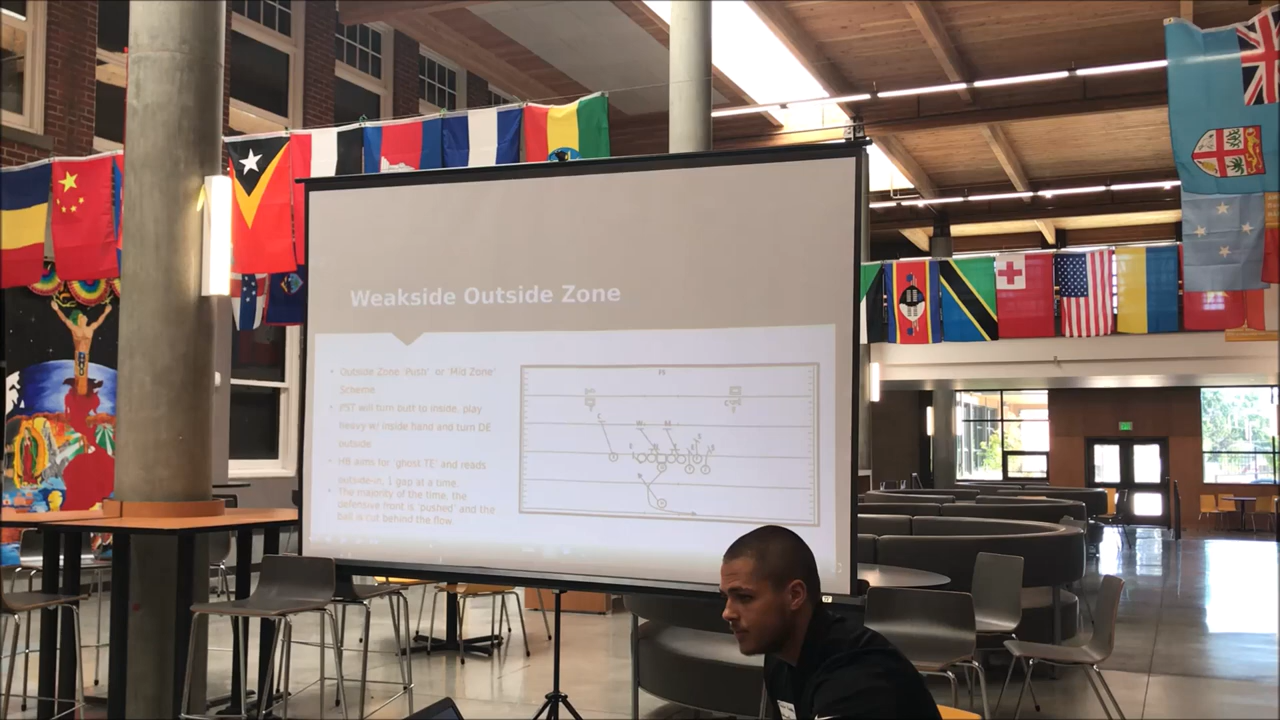 Weakside Outside Zone
Outside Zone 'Push' or 'Mid Zone'
Scheme
PST will turn butt to inside, play
heavy w/ inside hand and turn DE
outside
HB aims for 'ghost TE' and reads
outside-in, 1 gap at a time.
The majority of the time, the
defensive front is 'pushed' and the
ball is cut behind the flow.
FS